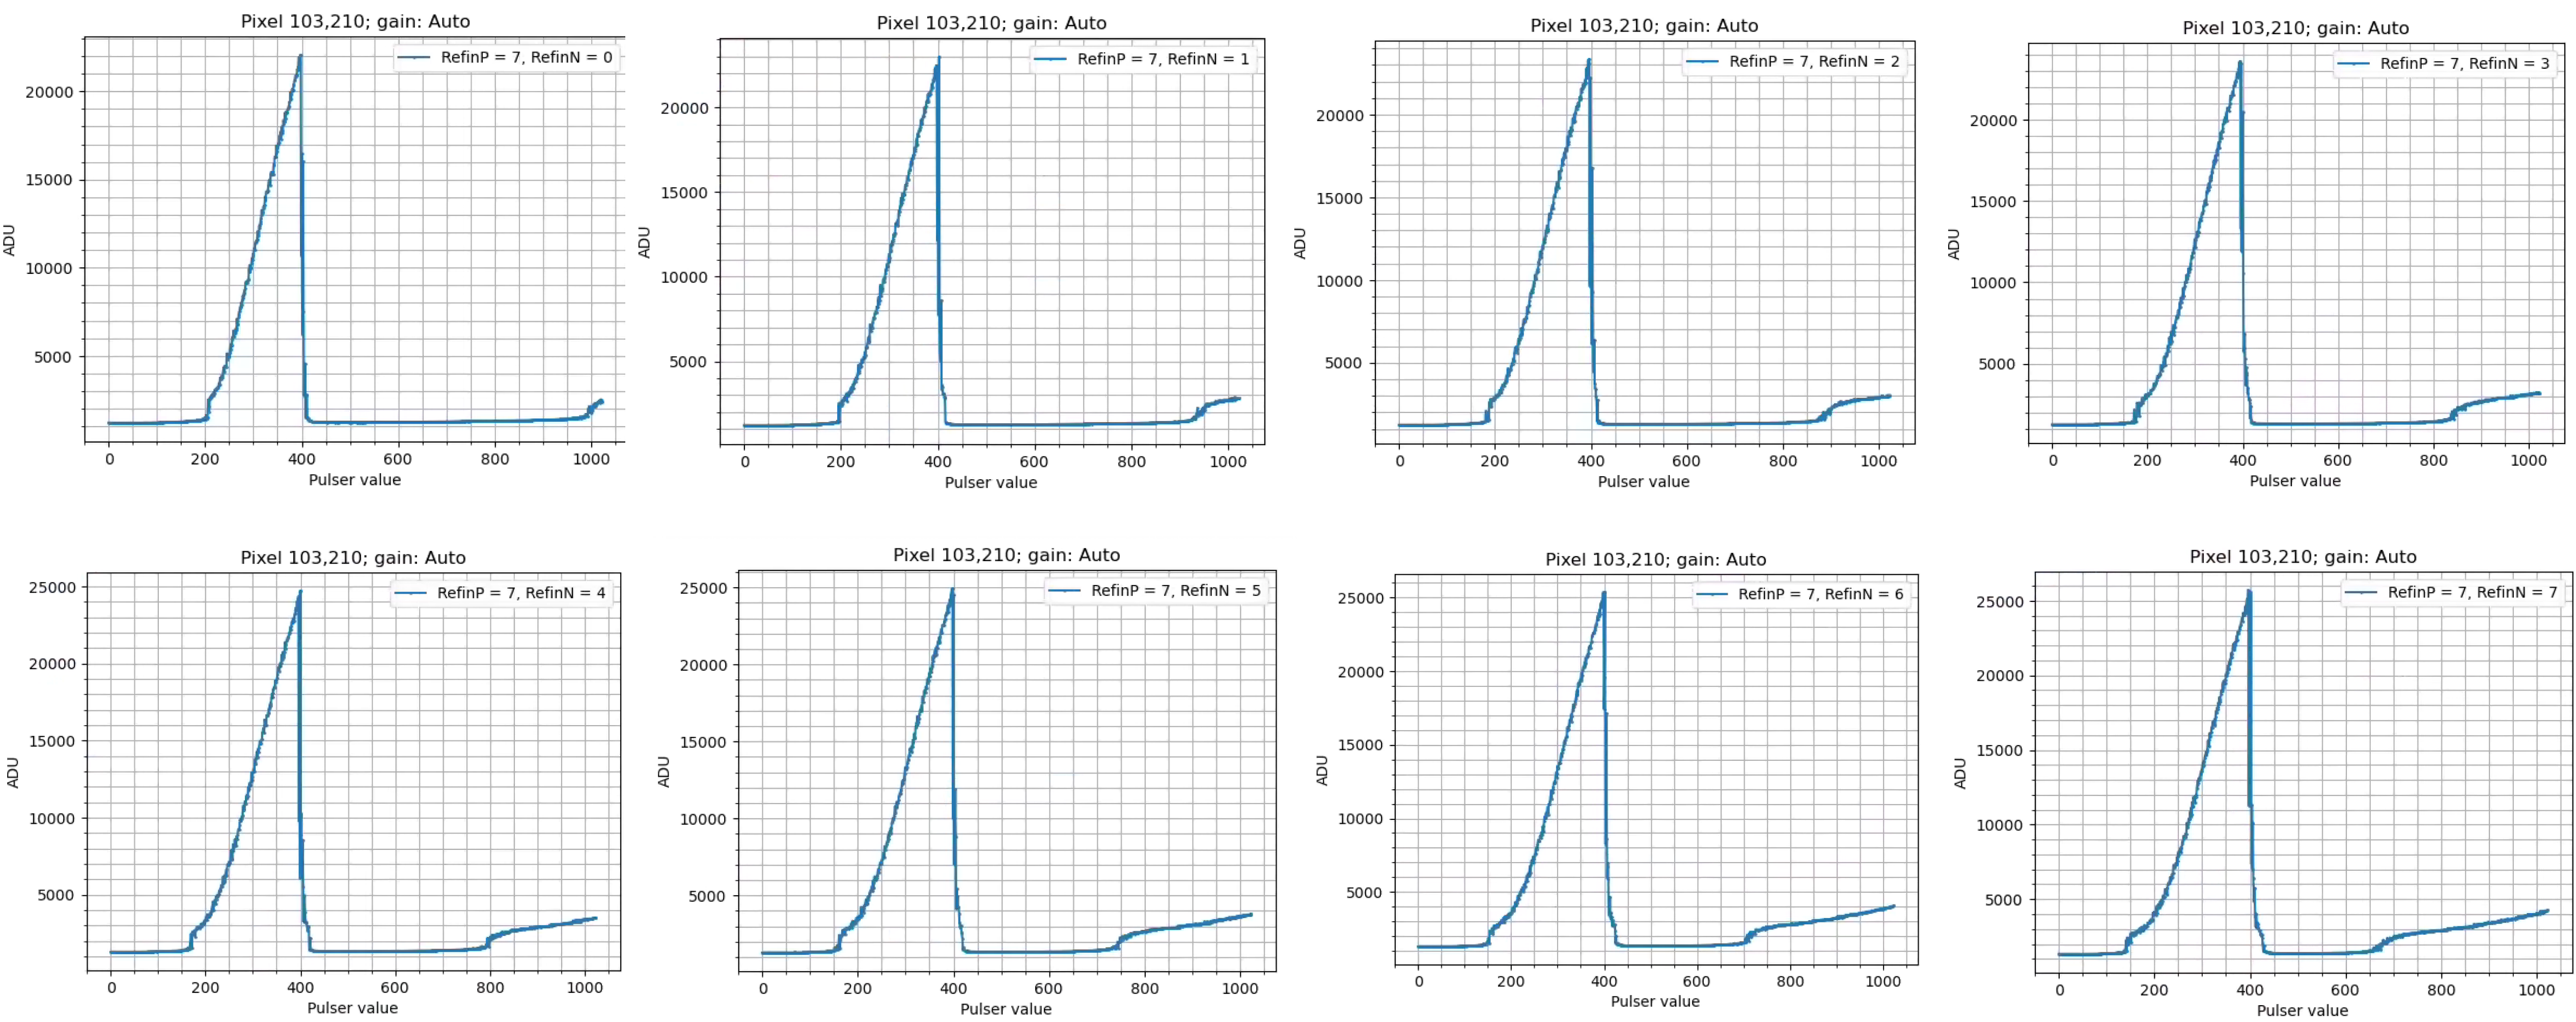 Pixel 103,210; gain: Auto
RefinP = 7, RefinN = 0
20000
15000
10000
5000
ADU
0 200 400 600 800 1000
Pulser value
Pixel 103,210; gain: Auto
RefinP = 7, RefinN = 1
20000
15000
10000
5000
ADU
0 200 400 600 800 1000
Pulser value
Pixel 103,210; gain: Auto
RefinP = 7, RefinN = 2
20000
15000
10000
5000
ADU
0 200 400 600 800 1000
Pulser value
Pixel 103,210; gain: Auto
RefinP = 7, RefinN = 3
20000
15000
10000
5000
ADU
0 200 400 600 800 1000
Pulser value
Pixel 103,210; gain: Auto
RefinP = 7, RefinN = 4
25000
20000
15000
10000
5000
ADU
0 200 400 600 800 1000
Pulser value
Pixel 103,210; gain: Auto
RefinP = 7, RefinN = 5
25000
20000
15000
10000
5000
ADU
0 200 400 600 800 1000
Pulser value
Pixel 103,210; gain: Auto
RefinP = 7, RefinN = 6
25000
20000
15000
10000
5000
ADU
0 200 400 600 800 1000
Pulser value
Pixel 103,210; gain: Auto
RefinP = 7, RefinN = 7
25000
20000
15000
10000
5000
ADU
0 200 400 600 800 1000
Pulser value